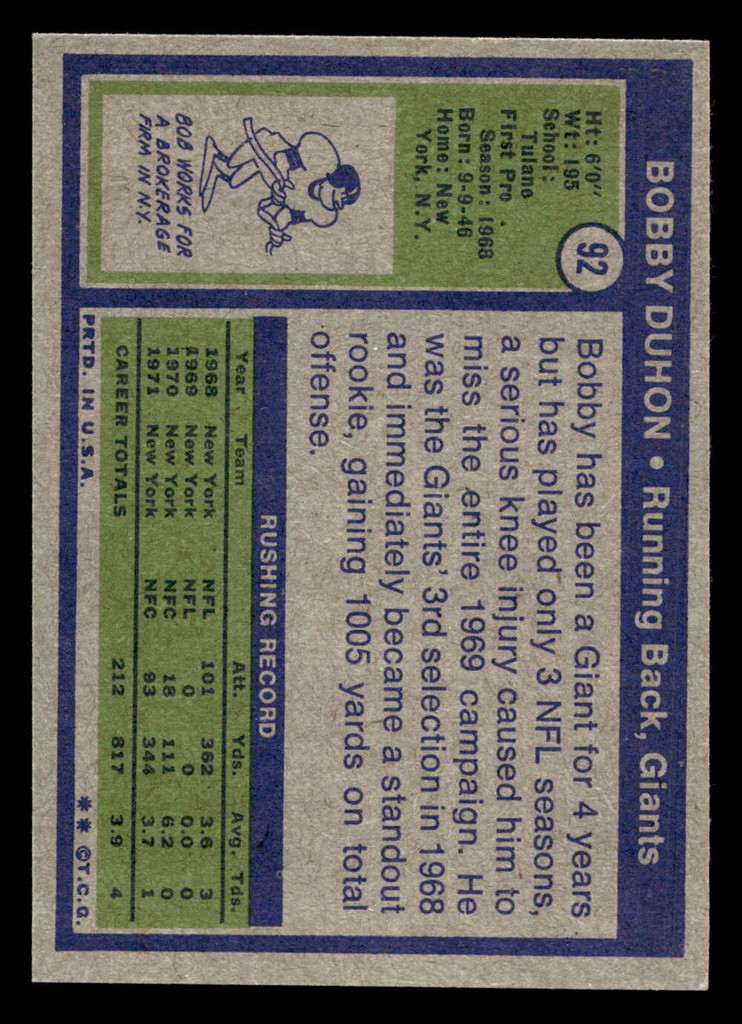 BOBBY DUHON • Running Back, Giants
92
Ht: 6'0"
Wt: 195
School:
Tulane
First Pro
Season: 1968
Born: 9-9-46
Home: New
York, N.Y.
BOB WORKS FOR
A BROKERAGE
FIRM IN N.Y.
Bobby has been a Giant for 4 years
but has played only 3 NFL seasons,
a serious knee injury caused him to
miss the entire 1969 campaign. He
was the Giants' 3rd selection in 1968
and immediately became a standout
rookie, gaining 1005 yards on total
offense.
RUSHING RECORD
Year Team Att. Yds. Avg. Tds.
1968 New York NFL 101 362 3.6 3
1969 New York NFL 0 0 0.0 0
1970 New York NFC 18 111 6.2 0
1971 New York NFC 93 344 3.7 1
CAREER TOTALS 212 817 3.9 4
PRTD. IN U.S.A. ** ©T.C.G.